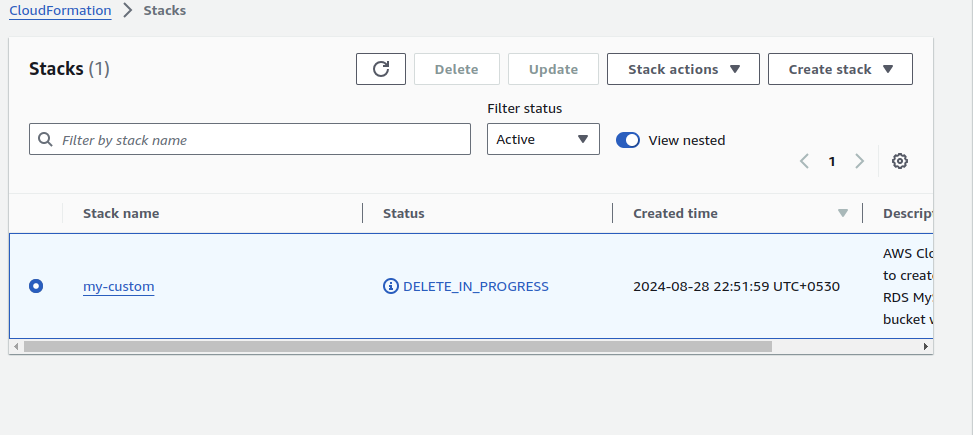 CloudFormation > Stacks
Stacks (1)
Delete
Update
Stack actions
Create stack
Filter status
Filter by stack name
Active
View nested
1
Stack name
Status
Created time
Descrip
my-custom
DELETE_IN_PROGRESS
2024-08-28 22:51:59 UTC+0530
AWS Clo
to create
RDS My
bucket w